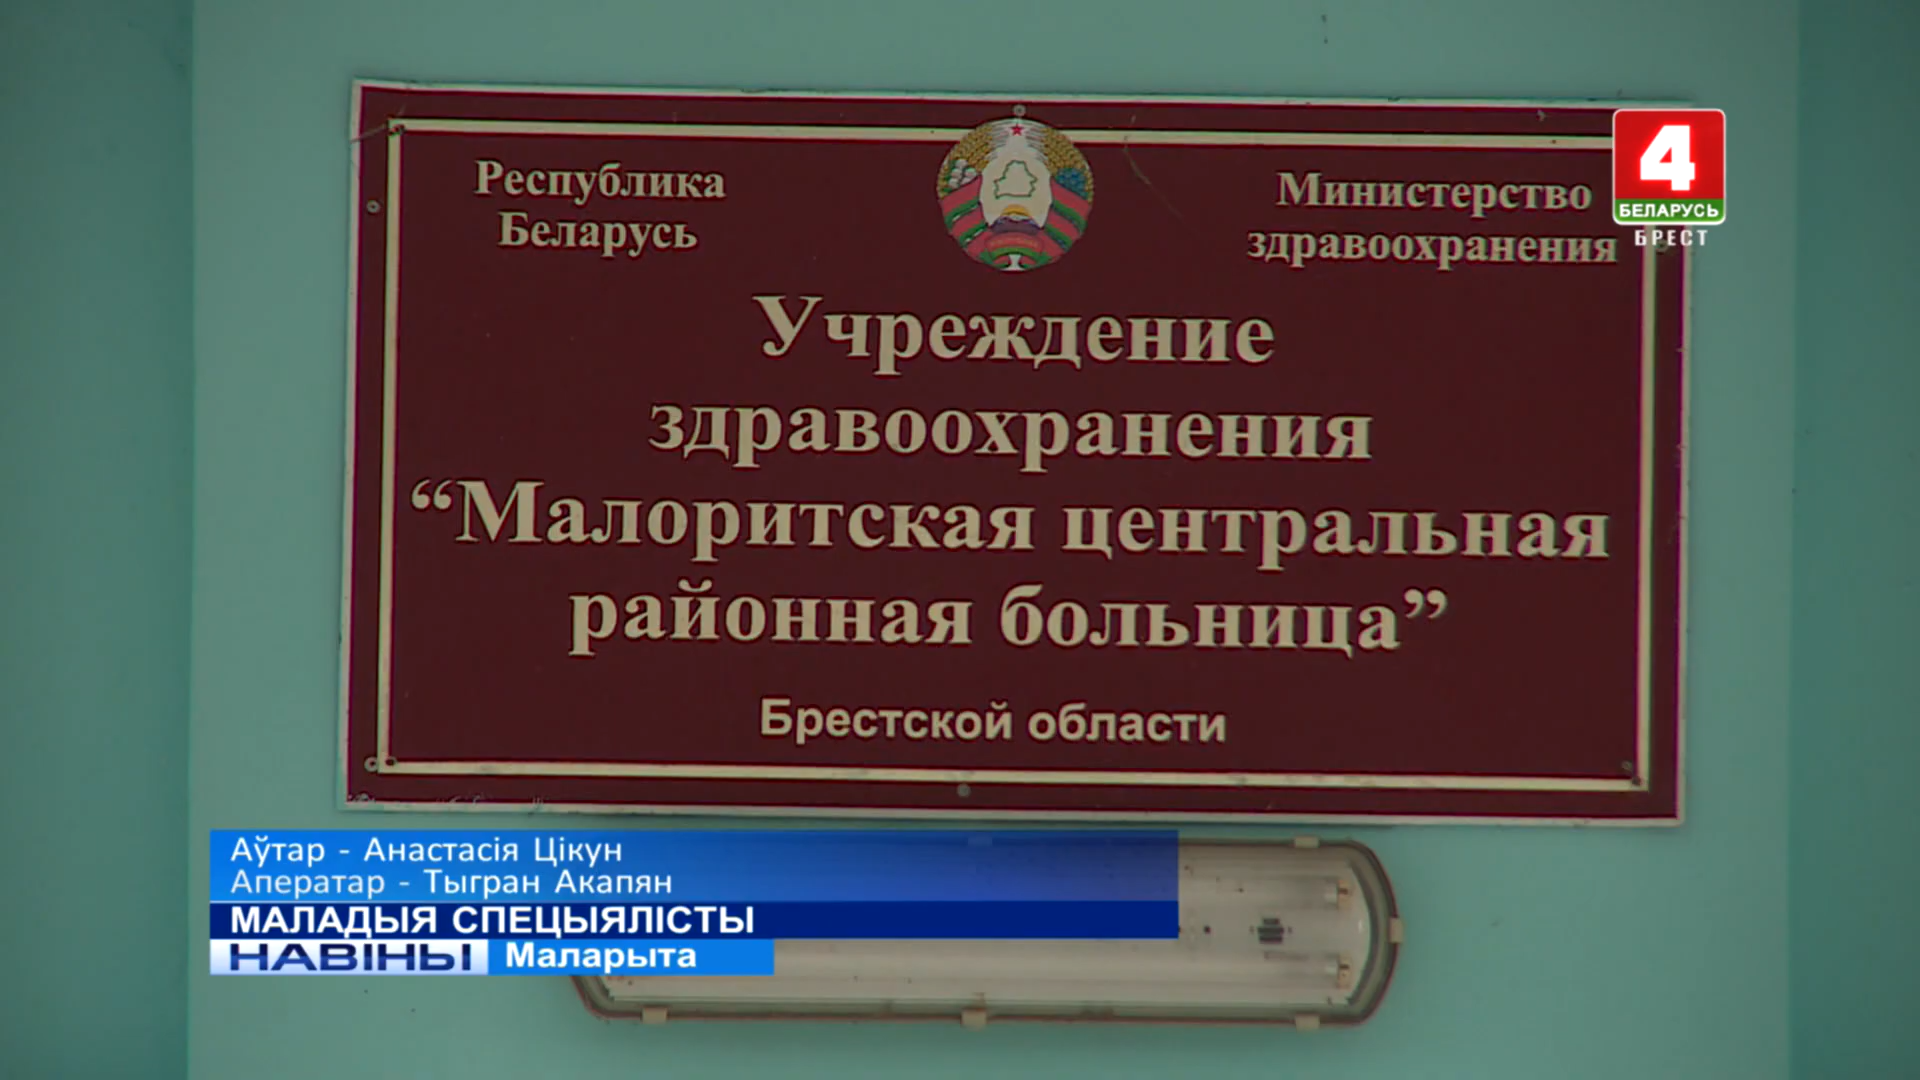 Республика
Беларусь
Министерство
здравоохранения
4
БЕЛАРУСЬ
БРЕСТ
Учреждение
здравоохранения
“Малоритская центральная
районная больница”
Брестской области
Аўтар - Анастасія Цікун
Аператар - Тыгран Акапян
МАЛАДЫЯ СПЕЦЫЯЛІСТЫ
НАВІНЫ Маларыта